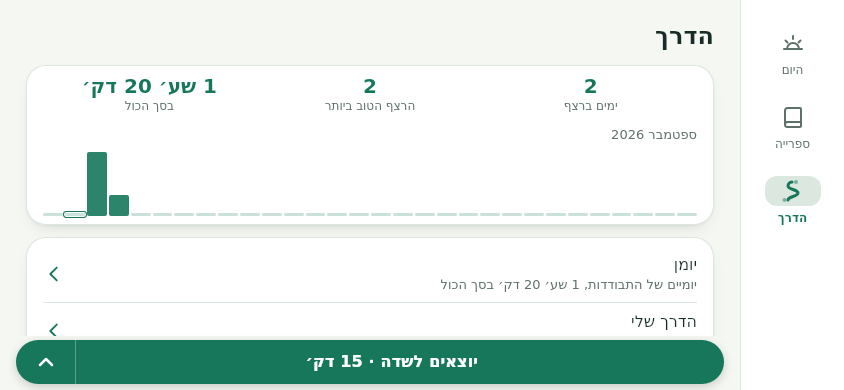 היום
ספרייה
הדרך
הדרך
2
ימים ברצף
2
הרצף הטוב ביותר
1 שע׳ 20 דק׳
בסך הכול
ספטמבר 2026
יומן
יומיים של התבודדות, 1 שע׳ 20 דק׳ בסך הכול
הדרך שלי
יוצאים לשדה · 15 דק׳